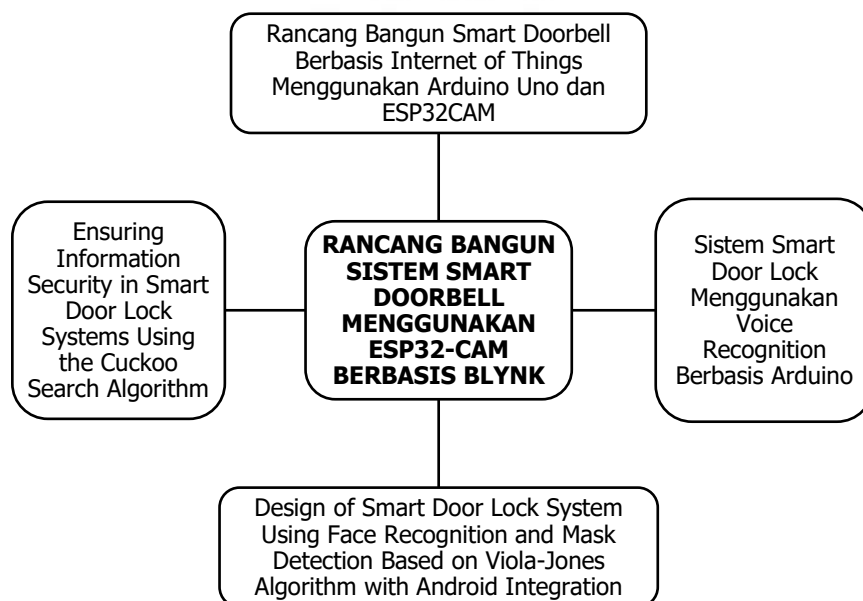 Rancang Bangun Smart Doorbell
Berbasis Internet of Things
Menggunakan Arduino Uno dan
ESP32CAM
Ensuring
Information
Security in Smart
Door Lock
Systems Using
the Cuckoo
Search Algorithm
RANCANG BANGUN
SISTEM SMART
DOORBELL
MENGGUNAKAN
ESP32-CAM
BERBASIS BLYNK
Sistem Smart
Door Lock
Menggunakan
Voice
Recognition
Berbasis Arduino
Design of Smart Door Lock System
Using Face Recognition and Mask
Detection Based on Viola-Jones
Algorithm with Android Integration